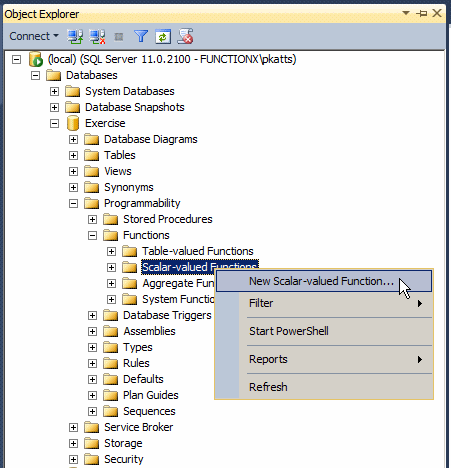 Object Explorer
Connect
(local) (SQL Server 11.0.2100 - FUNCTIONX\pkatts)
Databases
System Databases
Database Snapshots
Exercise
Database Diagrams
Tables
Views
Synonyms
Programmability
Stored Procedures
Functions
Table-valued Functions
Scalar-valued Functions
New Scalar-valued Function...
Aggregate Fun
Filter
System Functio
Database Triggers
Start PowerShell
Assemblies
Types
Reports
Rules
Defaults
Refresh
Plan Guides
Sequences
Service Broker
Storage
Security